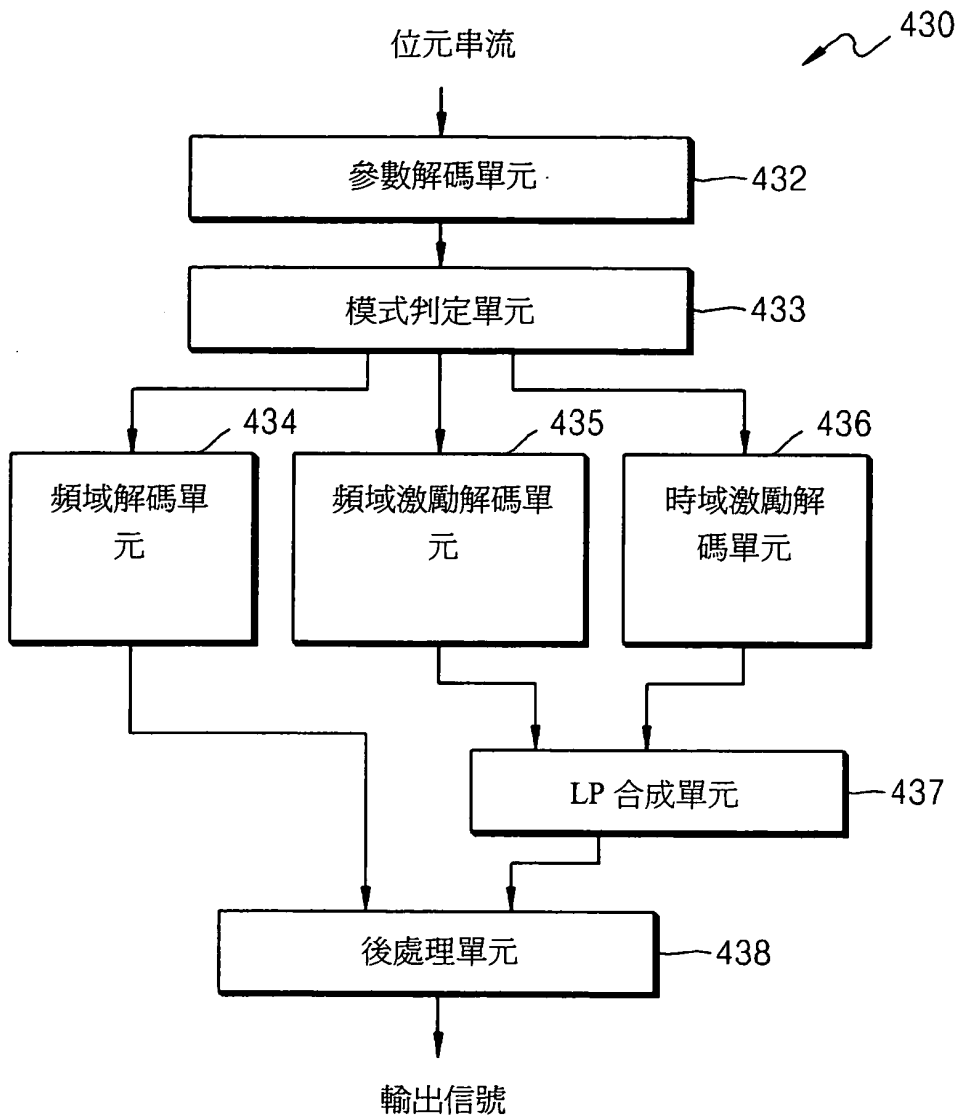 430
位元串流
參數解碼單元
432
模式判定單元
433
434
頻域解碼單
元
435
頻域激勵解碼單
元
436
時域激勵解
碼單元
LP 合成單元
437
後處理單元
438
輸出信號